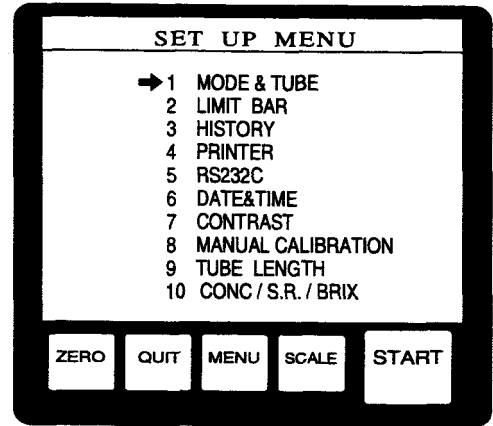 SET UP MENU
➔ 1 MODE & TUBE
2 LIMIT BAR
3 HISTORY
4 PRINTER
5 RS232C
6 DATE&TIME
7 CONTRAST
8 MANUAL CALIBRATION
9 TUBE LENGTH
10 CONC / S.R. / BRIX
ZERO QUIT MENU SCALE START